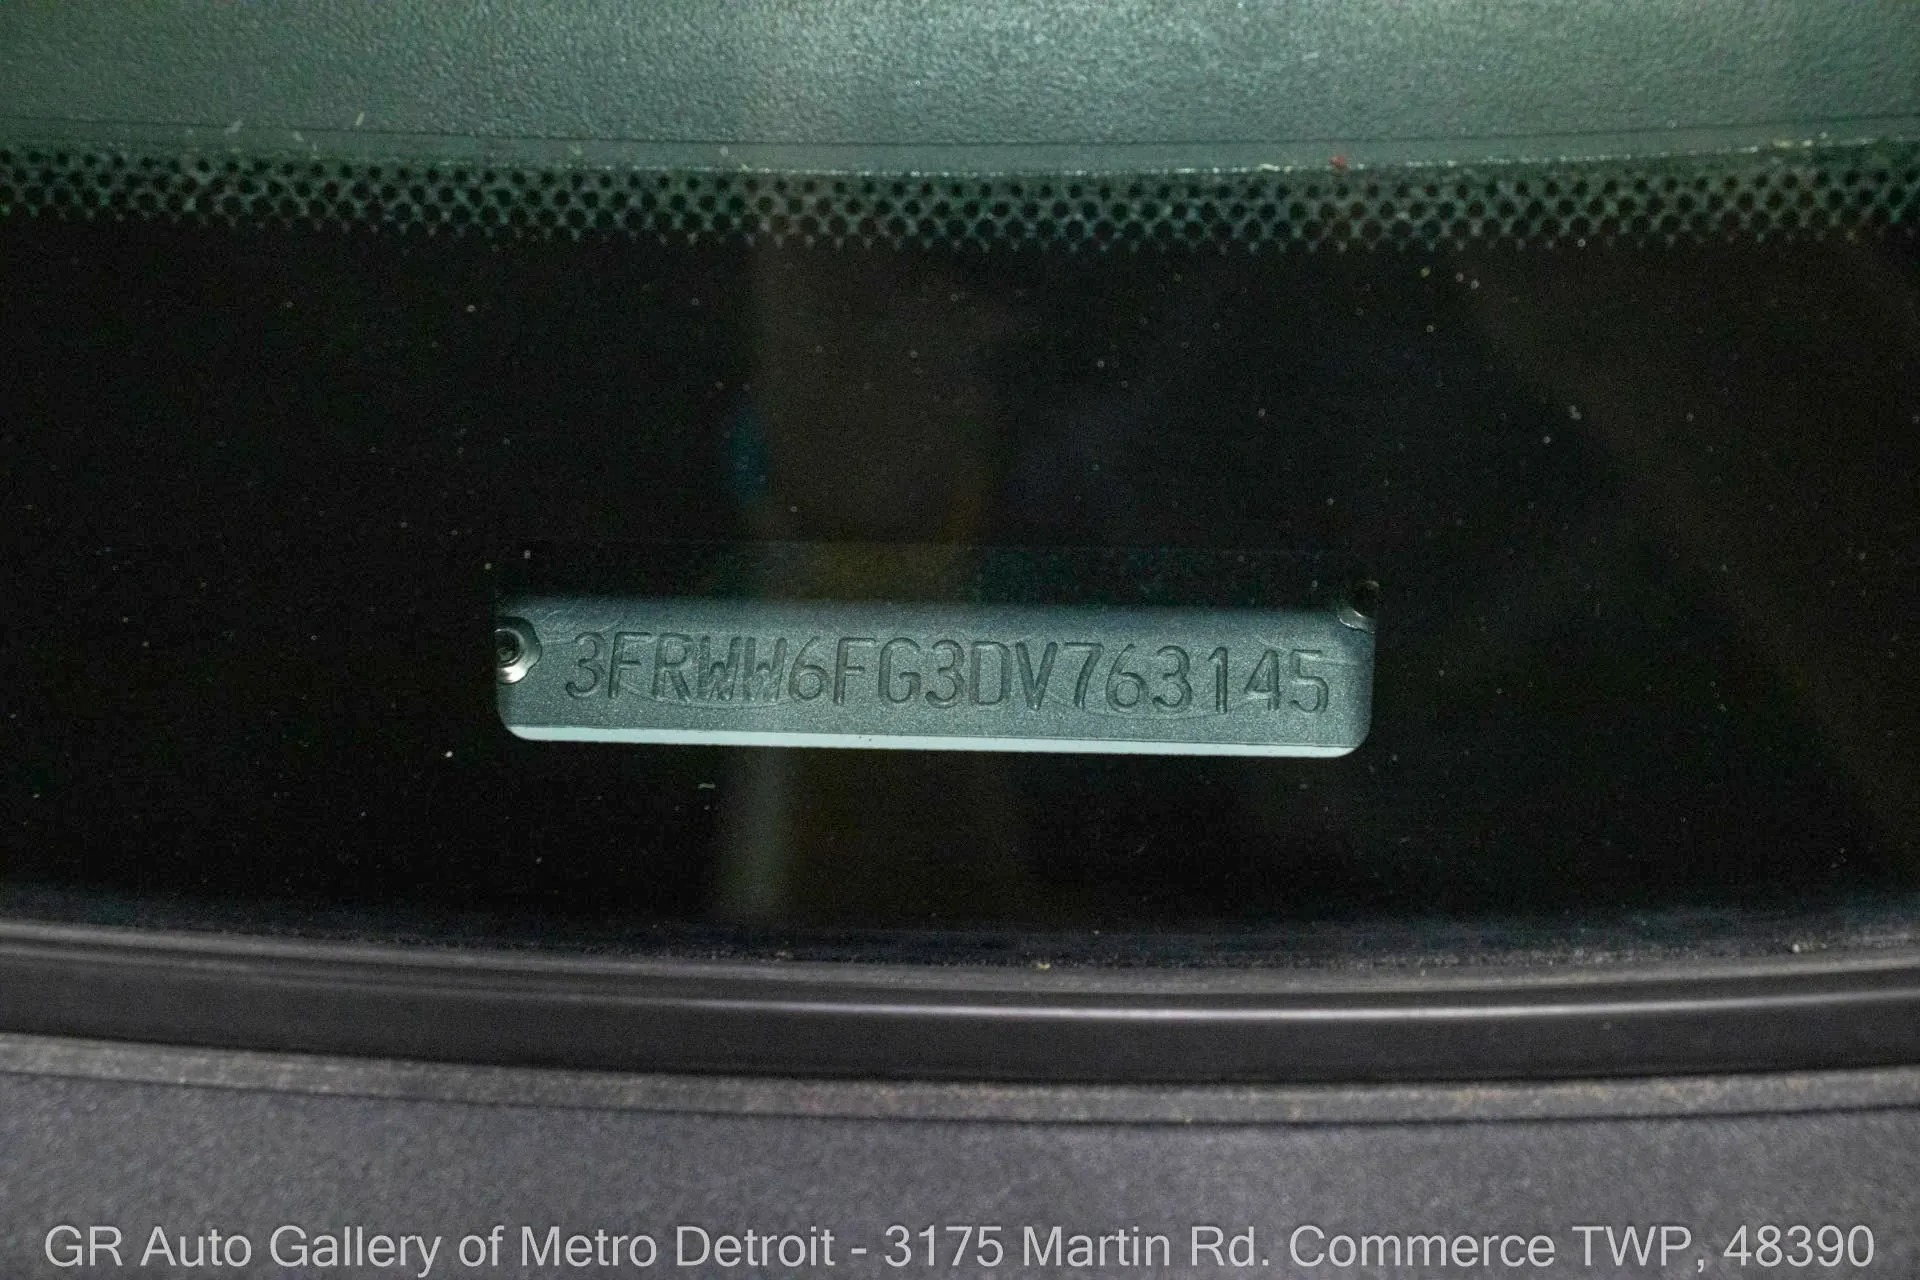 3FRWW6FG3DV763145
GR Auto Gallery of Metro Detroit - 3175 Martin Rd. Commerce TWP, 48390